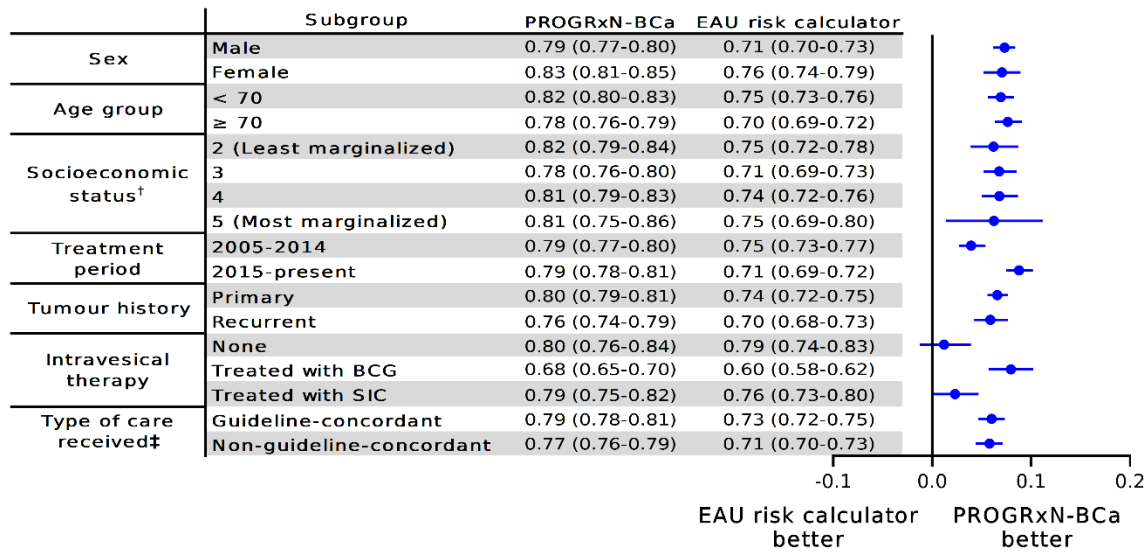 Subgroup PROGRxN-BCa EAU risk calculator
Sex
Male 0.79 (0.77-0.80) 0.71 (0.70-0.73)
Female 0.83 (0.81-0.85) 0.76 (0.74-0.79)
Age group
< 70 0.82 (0.80-0.83) 0.75 (0.73-0.76)
≥ 70 0.78 (0.76-0.79) 0.70 (0.69-0.72)
Socioeconomic
status†
2 (Least marginalized) 0.82 (0.79-0.84) 0.75 (0.72-0.78)
3 0.78 (0.76-0.80) 0.71 (0.69-0.73)
4 0.81 (0.79-0.83) 0.74 (0.72-0.76)
5 (Most marginalized) 0.81 (0.75-0.86) 0.75 (0.69-0.80)
Treatment
period
2005-2014 0.79 (0.77-0.80) 0.75 (0.73-0.77)
2015-present 0.79 (0.78-0.81) 0.71 (0.69-0.72)
Tumour history
Primary 0.80 (0.79-0.81) 0.74 (0.72-0.75)
Recurrent 0.76 (0.74-0.79) 0.70 (0.68-0.73)
Intravesical
therapy
None 0.80 (0.76-0.84) 0.79 (0.74-0.83)
Treated with BCG 0.68 (0.65-0.70) 0.60 (0.58-0.62)
Treated with SIC 0.79 (0.75-0.82) 0.76 (0.73-0.80)
Type of care
received‡
Guideline-concordant 0.79 (0.78-0.81) 0.73 (0.72-0.75)
Non-guideline-concordant 0.77 (0.76-0.79) 0.71 (0.70-0.73)
-0.1 0.0 0.1 0.2
EAU risk calculator
better
PROGRxN-BCa
better